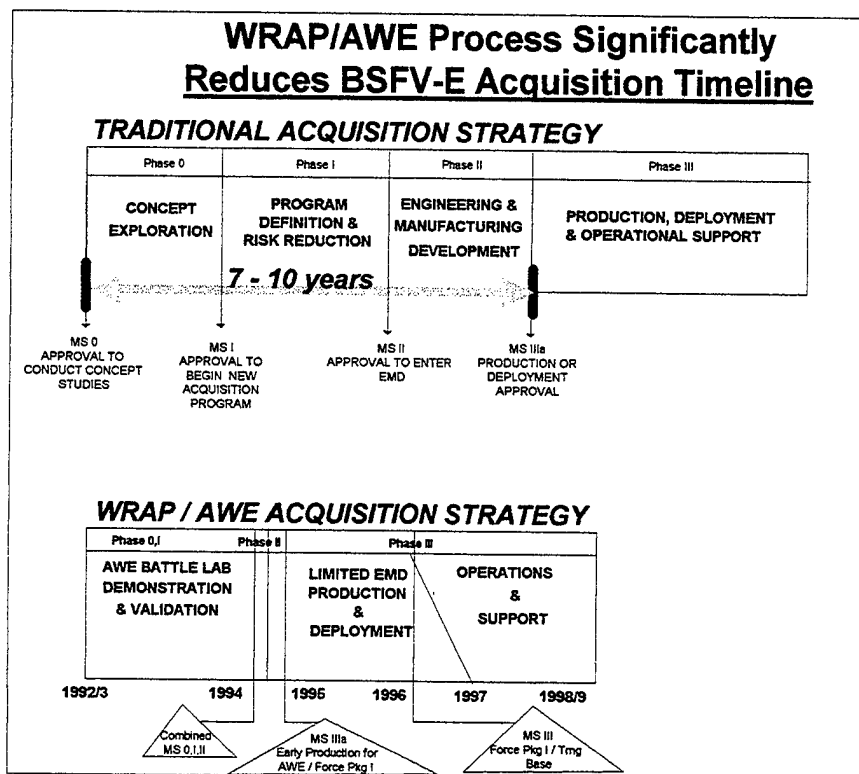 WRAP/AWE Process Significantly
Reduces BSFV-E Acquisition Timeline
TRADITIONAL ACQUISITION STRATEGY
Phase 0
Phase I
Phase II
Phase III
CONCEPT
EXPLORATION
PROGRAM
DEFINITION &
RISK REDUCTION
ENGINEERING &
MANUFACTURING
DEVELOPMENT
PRODUCTION, DEPLOYMENT
& OPERATIONAL SUPPORT
7 - 10 years
MS 0
APPROVAL TO
CONDUCT CONCEPT
STUDIES
MS I
APPROVAL TO
BEGIN NEW
ACQUISITION
PROGRAM
MS II
APPROVAL TO ENTER
EMD
MS IIIa
PRODUCTION OR
DEPLOYMENT
APPROVAL
WRAP / AWE ACQUISITION STRATEGY
Phase 0,I
Phase II
Phase III
AWE BATTLE LAB
DEMONSTRATION
& VALIDATION
LIMITED EMD
PRODUCTION
&
DEPLOYMENT
OPERATIONS
&
SUPPORT
1992/3 1994 1995 1996 1997 1998/9
Combined
MS 0,I,II
MS IIIa
Early Production for
AWE / Force Pkg I
MS III
Force Pkg I / Tmg
Base